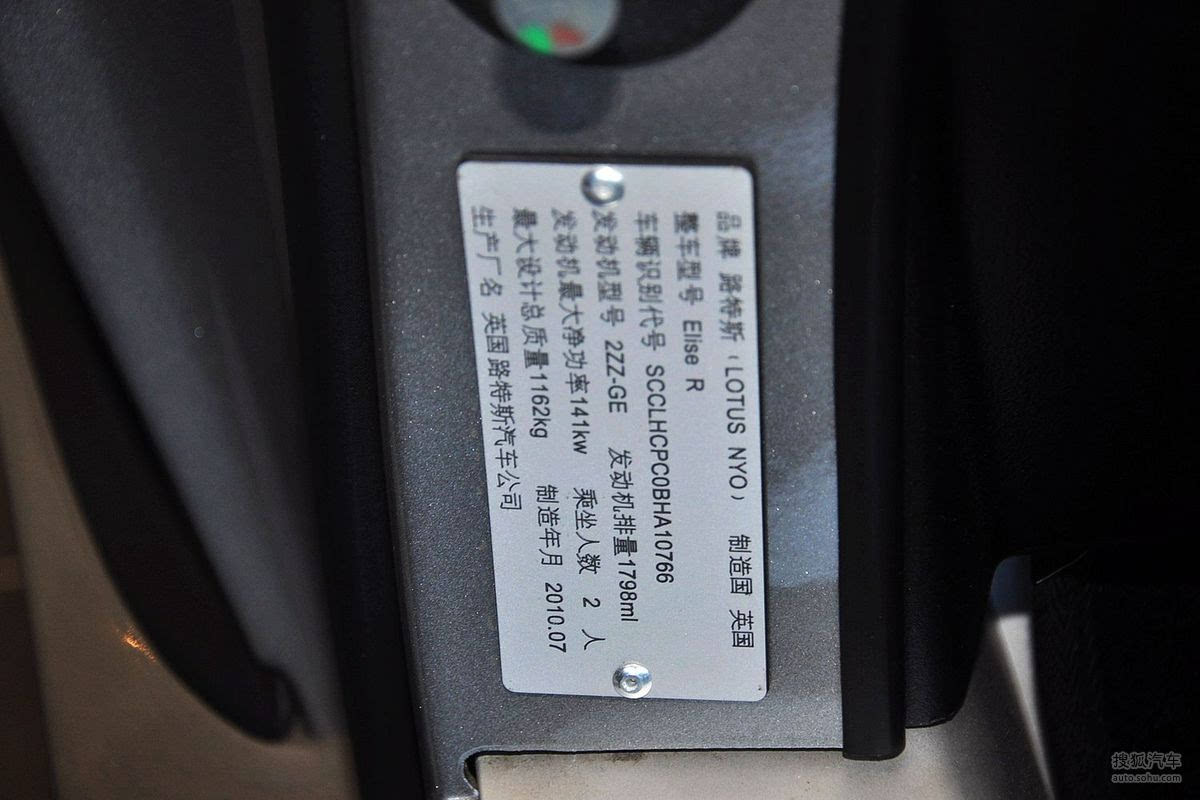 品牌 路特斯（LOTUS NYO） 制造国 英国
整车型号 Elise R
车辆识别代号 SCCLHCPC0BHA10766
发动机型号 2ZZ-GE 发动机排量1798ml
发动机最大净功率141kw 乘坐人数 2 人
最大设计总质量1162kg 制造年月 2010.07
生产厂名 英国路特斯汽车公司
搜狐汽车
auto.sohu.com